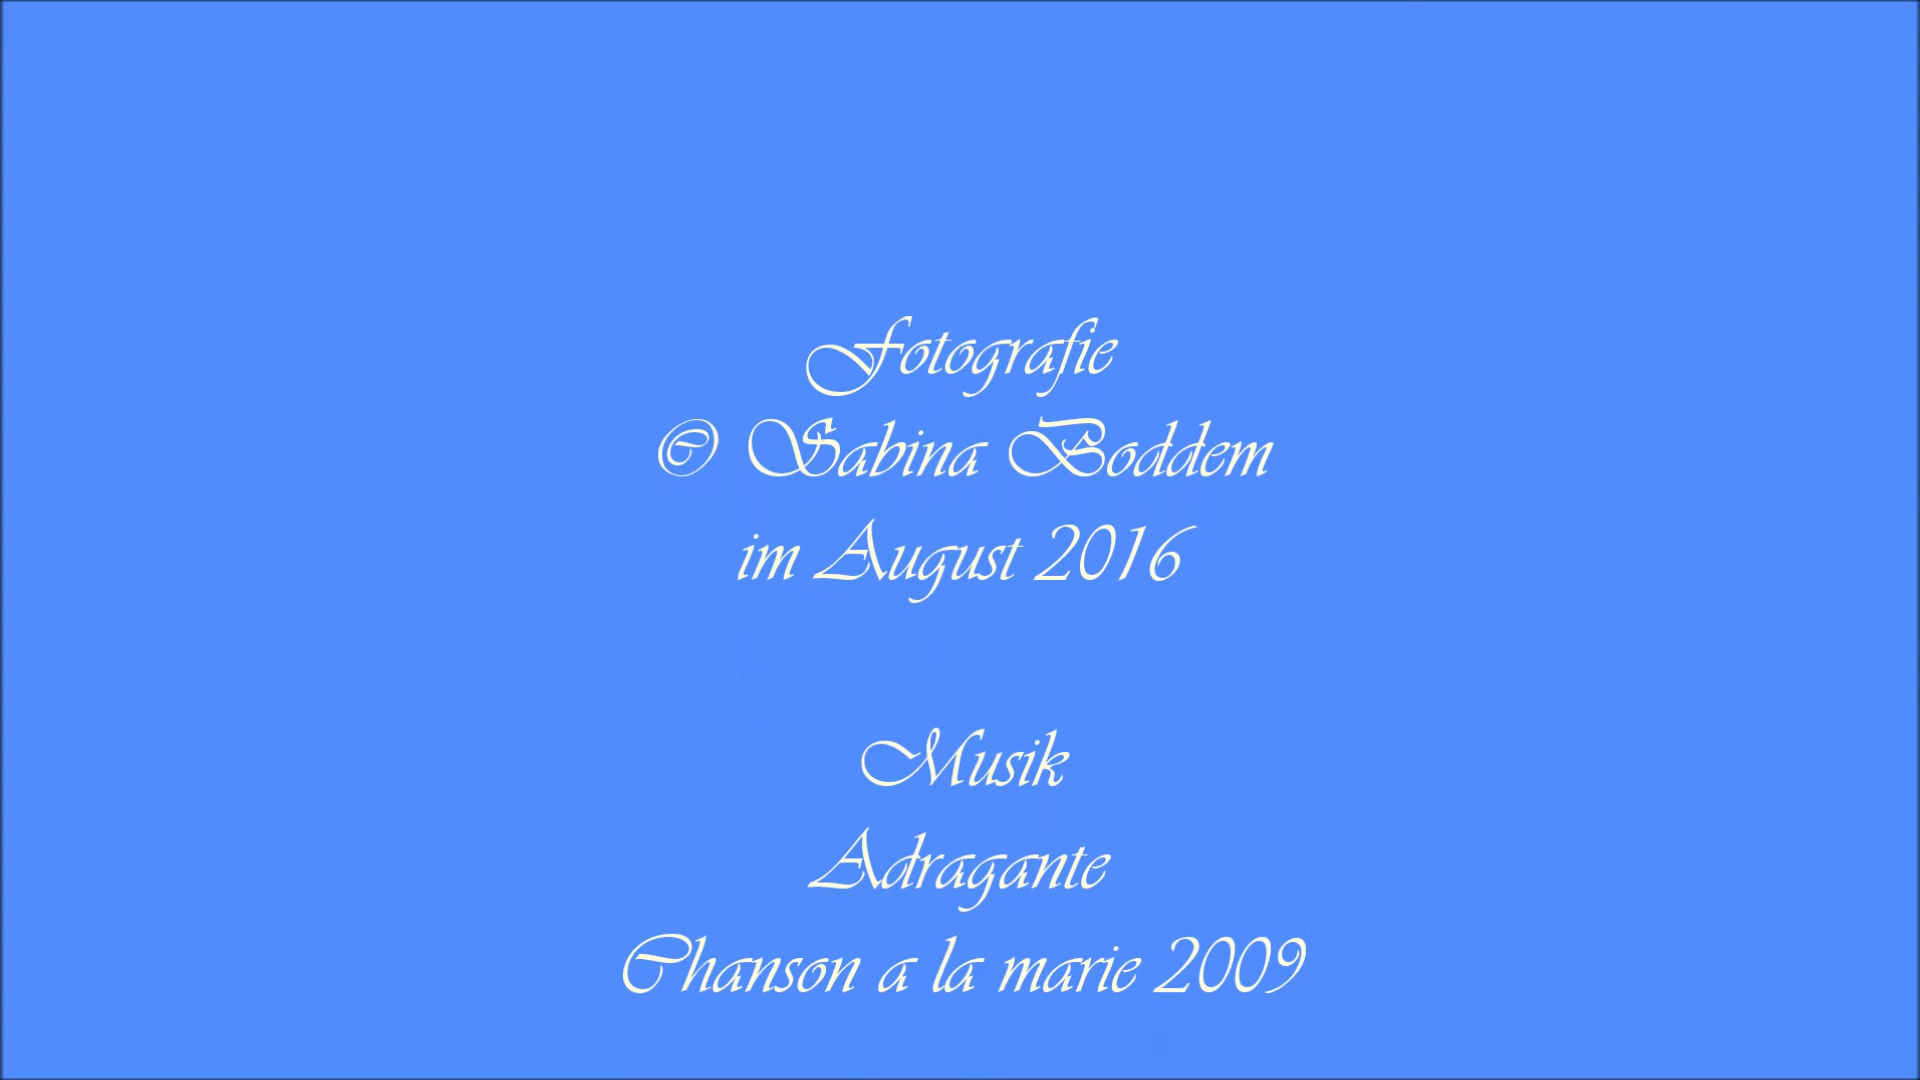 Fotografie
© Sabina Boddem
im August 2016
Musik
Adragante
Chanson a la marie 2009